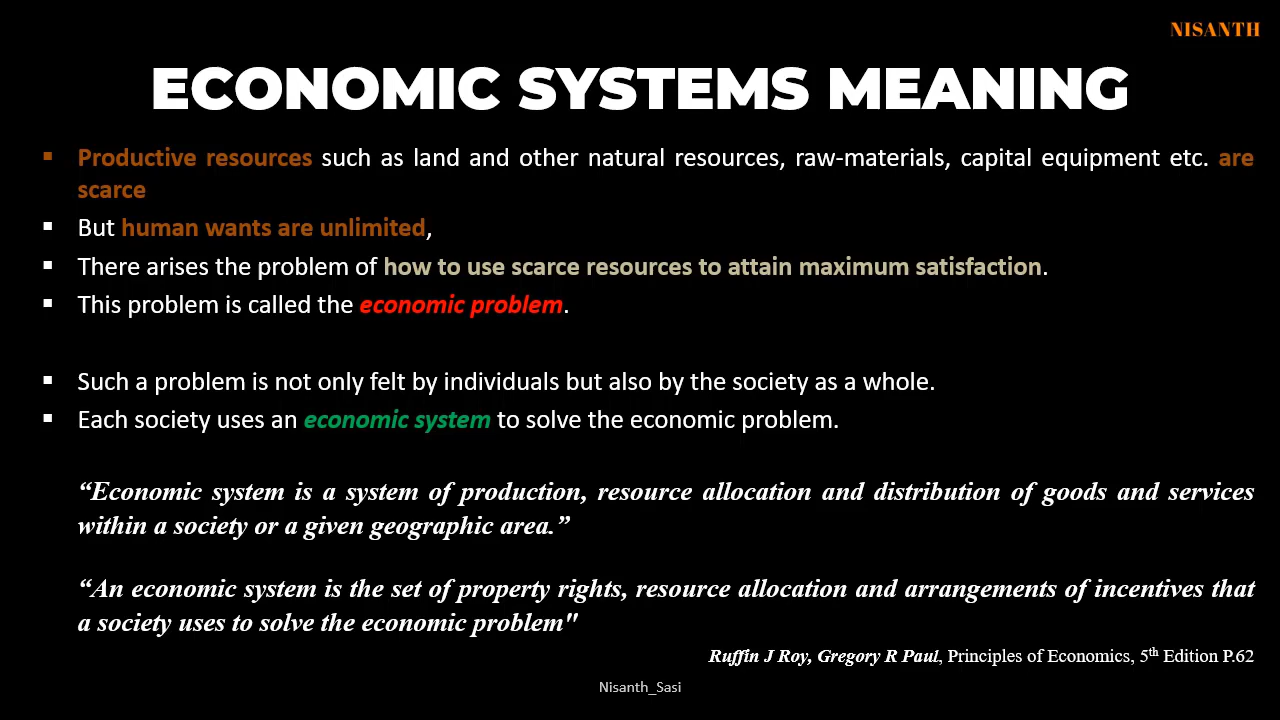 NISANTH
ECONOMIC SYSTEMS MEANING
▪ Productive resources such as land and other natural resources, raw-materials, capital equipment etc. are
scarce
▪ But human wants are unlimited,
▪ There arises the problem of how to use scarce resources to attain maximum satisfaction.
▪ This problem is called the economic problem.
▪ Such a problem is not only felt by individuals but also by the society as a whole.
▪ Each society uses an economic system to solve the economic problem.
“Economic system is a system of production, resource allocation and distribution of goods and services
within a society or a given geographic area.”
“An economic system is the set of property rights, resource allocation and arrangements of incentives that
a society uses to solve the economic problem"
Ruffin J Roy, Gregory R Paul, Principles of Economics, 5th Edition P.62
Nisanth_Sasi